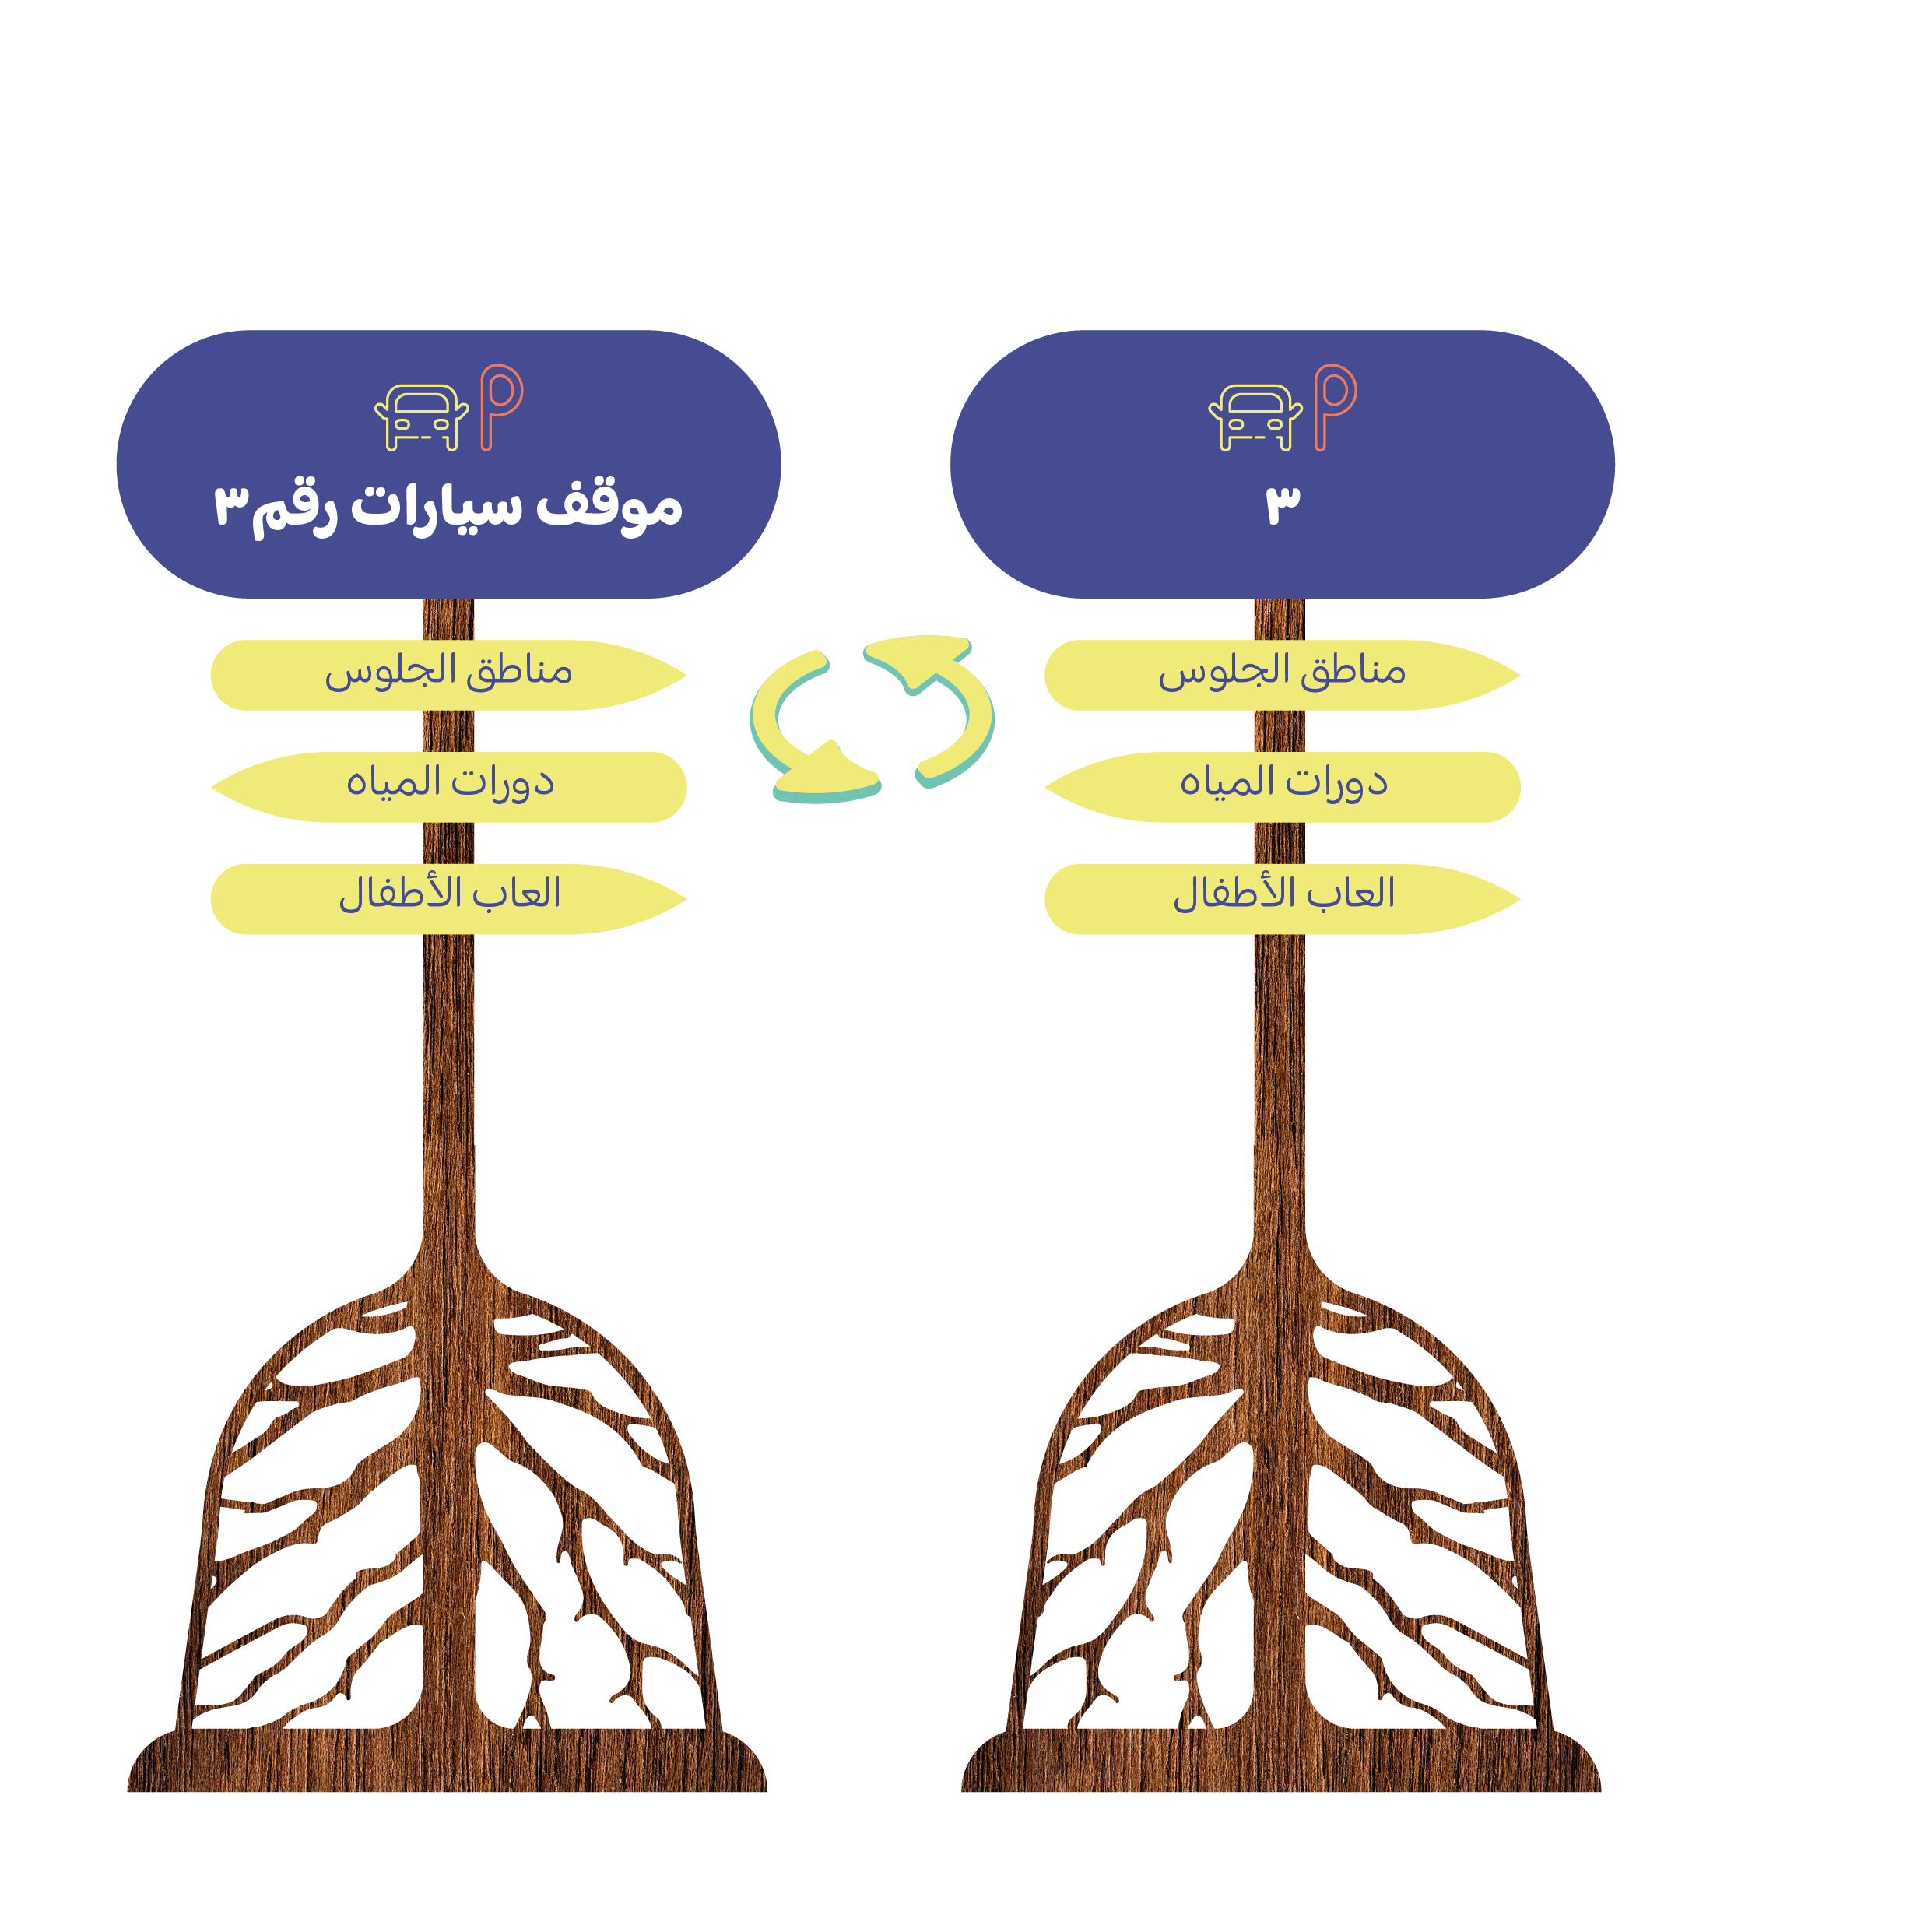 P
موقف سيارات رقم٣
مناطق الجلوس
دورات المياه
العاب الأطفال
P
٣
مناطق الجلوس
دورات المياه
العاب الأطفال